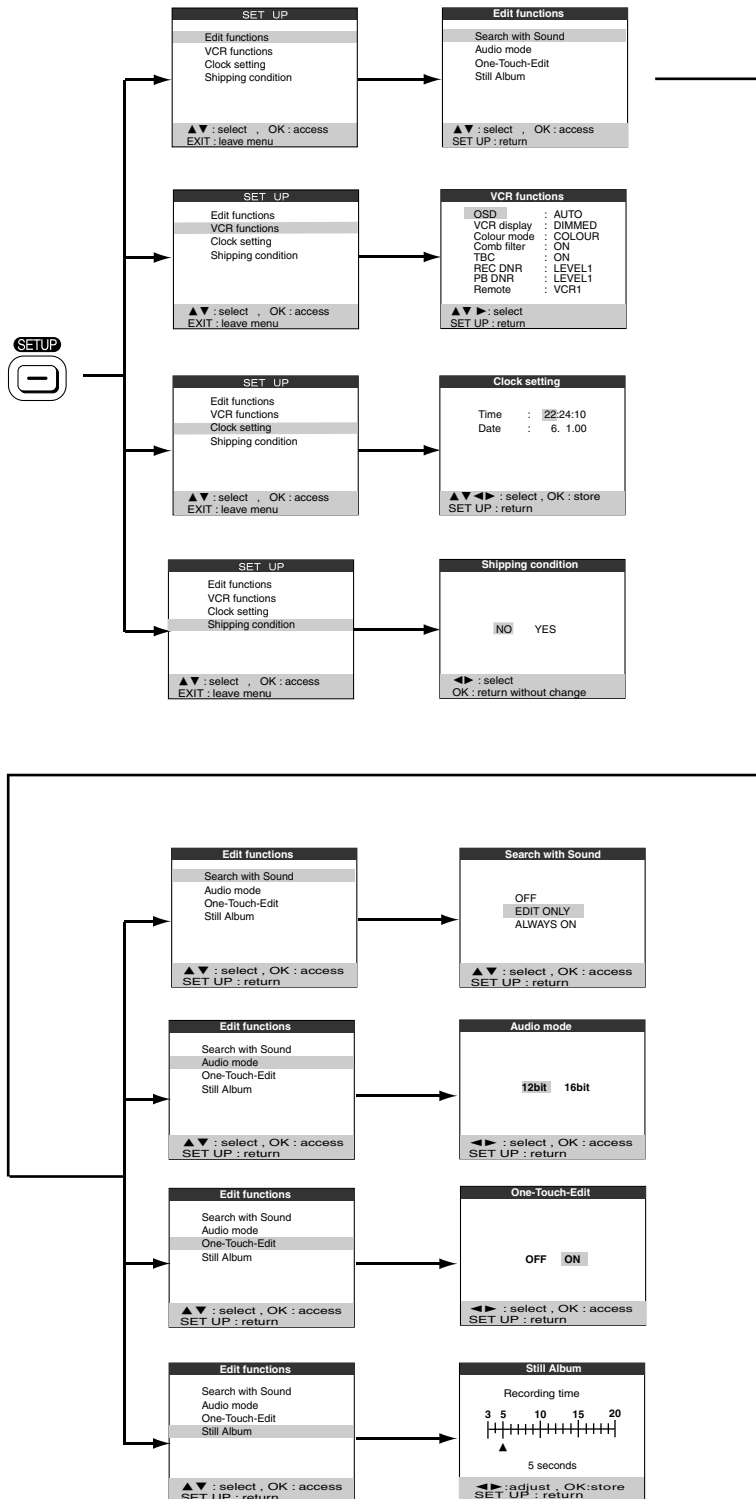 SET UP
Edit functions
VCR functions
Clock setting
Shipping condition
▲▼ : select , OK : access
EXIT : leave menu
Edit functions
Search with Sound
Audio mode
One-Touch-Edit
Still Album
▲▼ : select , OK : access
SET UP : return
SET UP
Edit functions
VCR functions
Clock setting
Shipping condition
▲▼ : select , OK : access
EXIT : leave menu
VCR functions
OSD : AUTO
VCR display : DIMMED
Colour mode : COLOUR
Comb filter : ON
TBC : ON
REC DNR : LEVEL1
PB DNR : LEVEL1
Remote : VCR1
▲▼► : select
SET UP : return
SETUP
SET UP
Edit functions
VCR functions
Clock setting
Shipping condition
▲▼ : select , OK : access
EXIT : leave menu
Clock setting
Time : 22:24:10
Date : 6. 1.00
▲▼◄► : select , OK : store
SET UP : return
SET UP
Edit functions
VCR functions
Clock setting
Shipping condition
▲▼ : select , OK : access
EXIT : leave menu
Shipping condition
NO YES
◄► : select
OK : return without change
Edit functions
Search with Sound
Audio mode
One-Touch-Edit
Still Album
▲▼ : select , OK : access
SET UP : return
Search with Sound
OFF
EDIT ONLY
ALWAYS ON
▲▼ : select , OK : access
SET UP : return
Edit functions
Search with Sound
Audio mode
One-Touch-Edit
Still Album
▲▼ : select , OK : access
SET UP : return
Audio mode
12bit 16bit
◄► : select , OK : access
SET UP : return
Edit functions
Search with Sound
Audio mode
One-Touch-Edit
Still Album
▲▼ : select , OK : access
SET UP : return
One-Touch-Edit
OFF ON
◄► : select , OK : access
SET UP : return
Edit functions
Search with Sound
Audio mode
One-Touch-Edit
Still Album
▲▼ : select , OK : access
SET UP : return
Still Album
Recording time
3 5 10 15 20
5 seconds
◄►:adjust , OK:store
SET UP : return